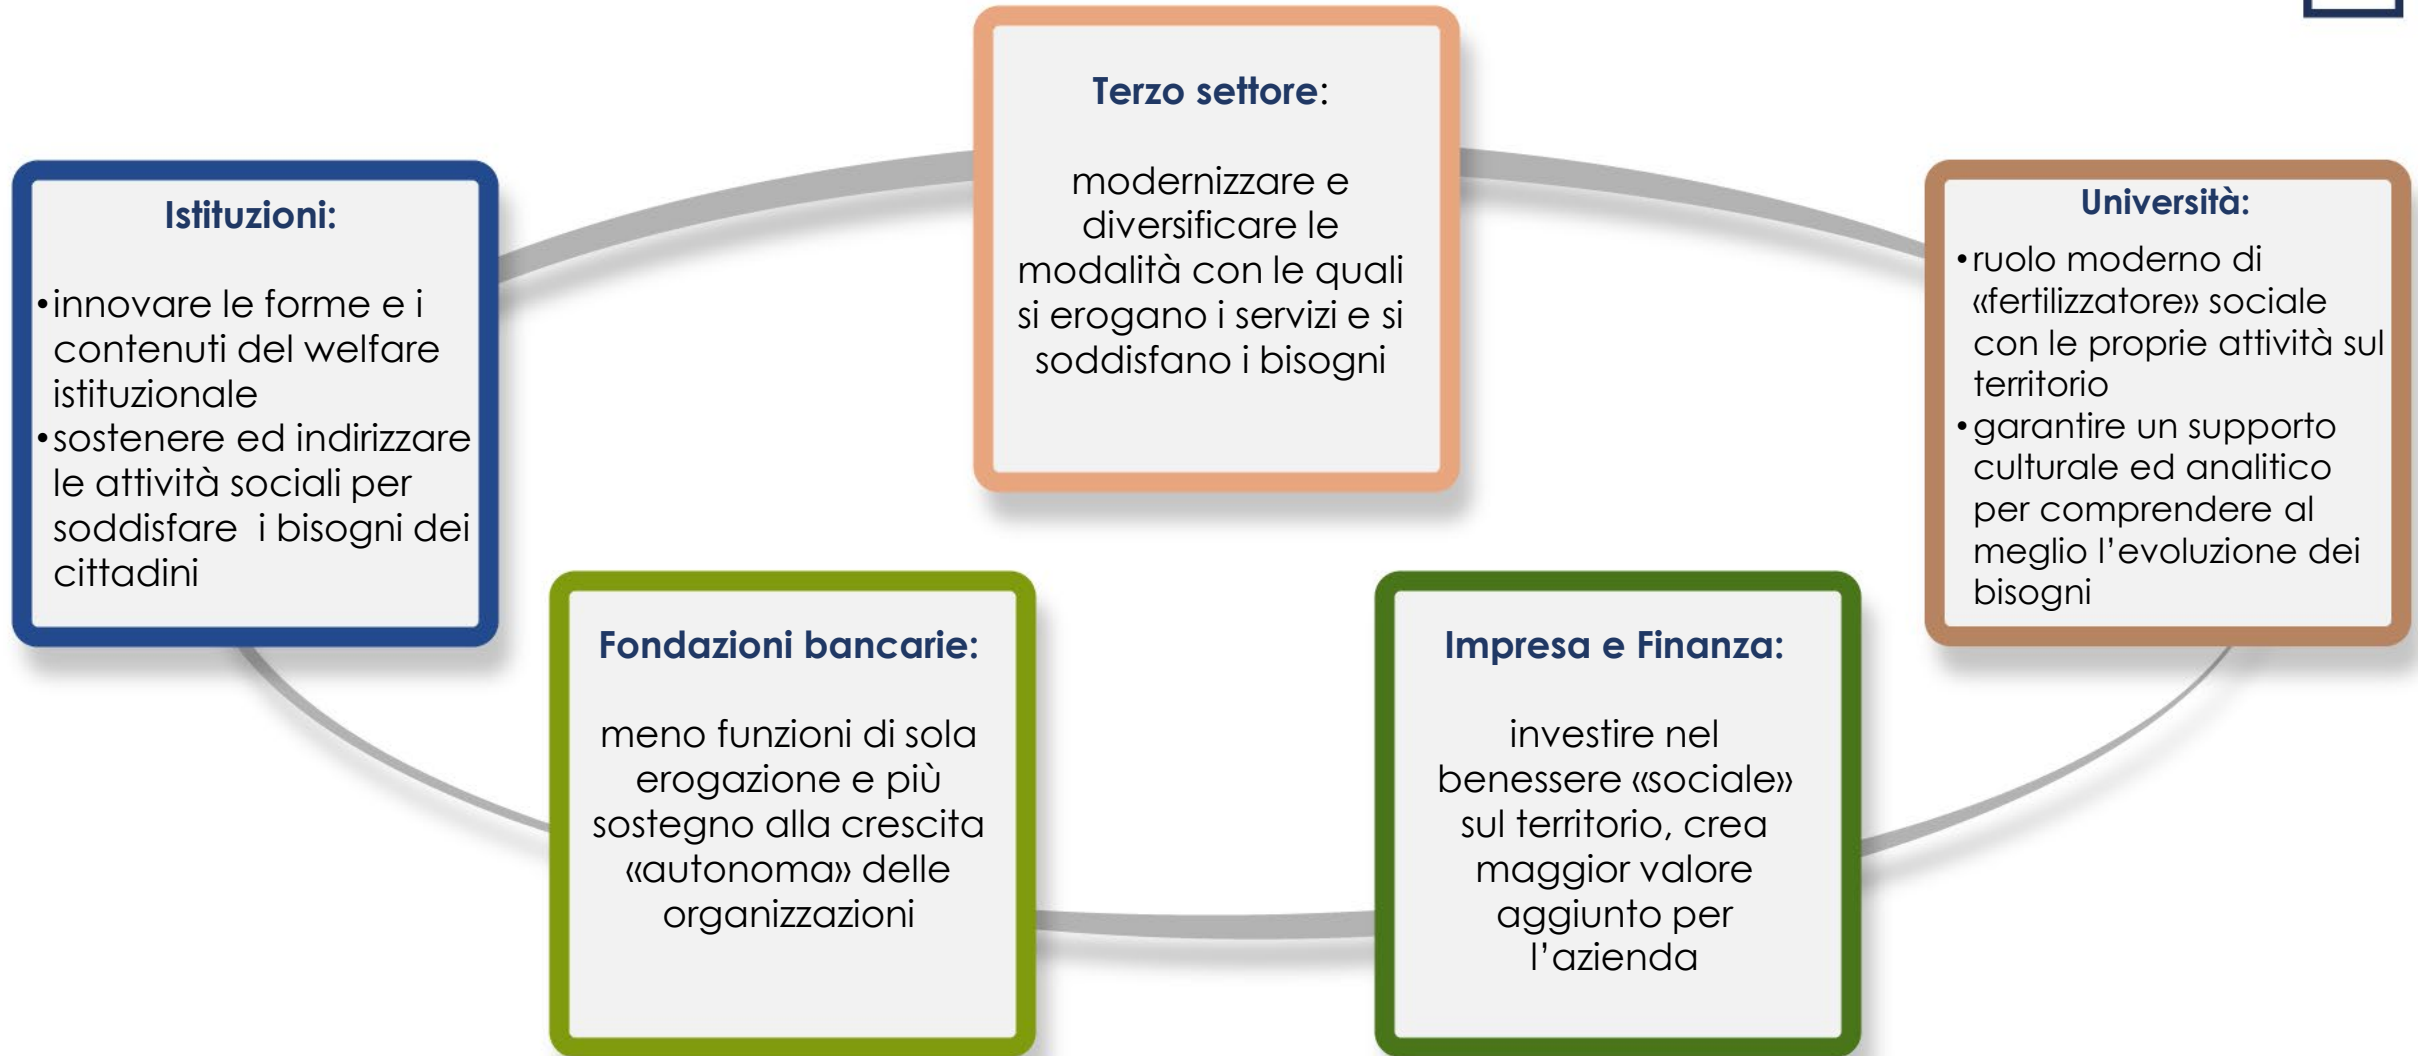 Istituzioni:
•innovare le forme e i
contenuti del welfare
istituzionale
•sostenere ed indirizzare
le attività sociali per
soddisfare  i bisogni dei
cittadini
Terzo settore:
modernizzare e
diversificare le
modalità con le quali
si erogano i servizi e si
soddisfano i bisogni
Università:
•ruolo moderno di
«fertilizzatore» sociale
con le proprie attività sul
territorio
•garantire un supporto
culturale ed analitico
per comprendere al
meglio l’evoluzione dei
bisogni
Fondazioni bancarie:
meno funzioni di sola
erogazione e più
sostegno alla crescita
«autonoma» delle
organizzazioni
Impresa e Finanza:
investire nel
benessere «sociale»
sul territorio, crea
maggior valore
aggiunto per
l’azienda